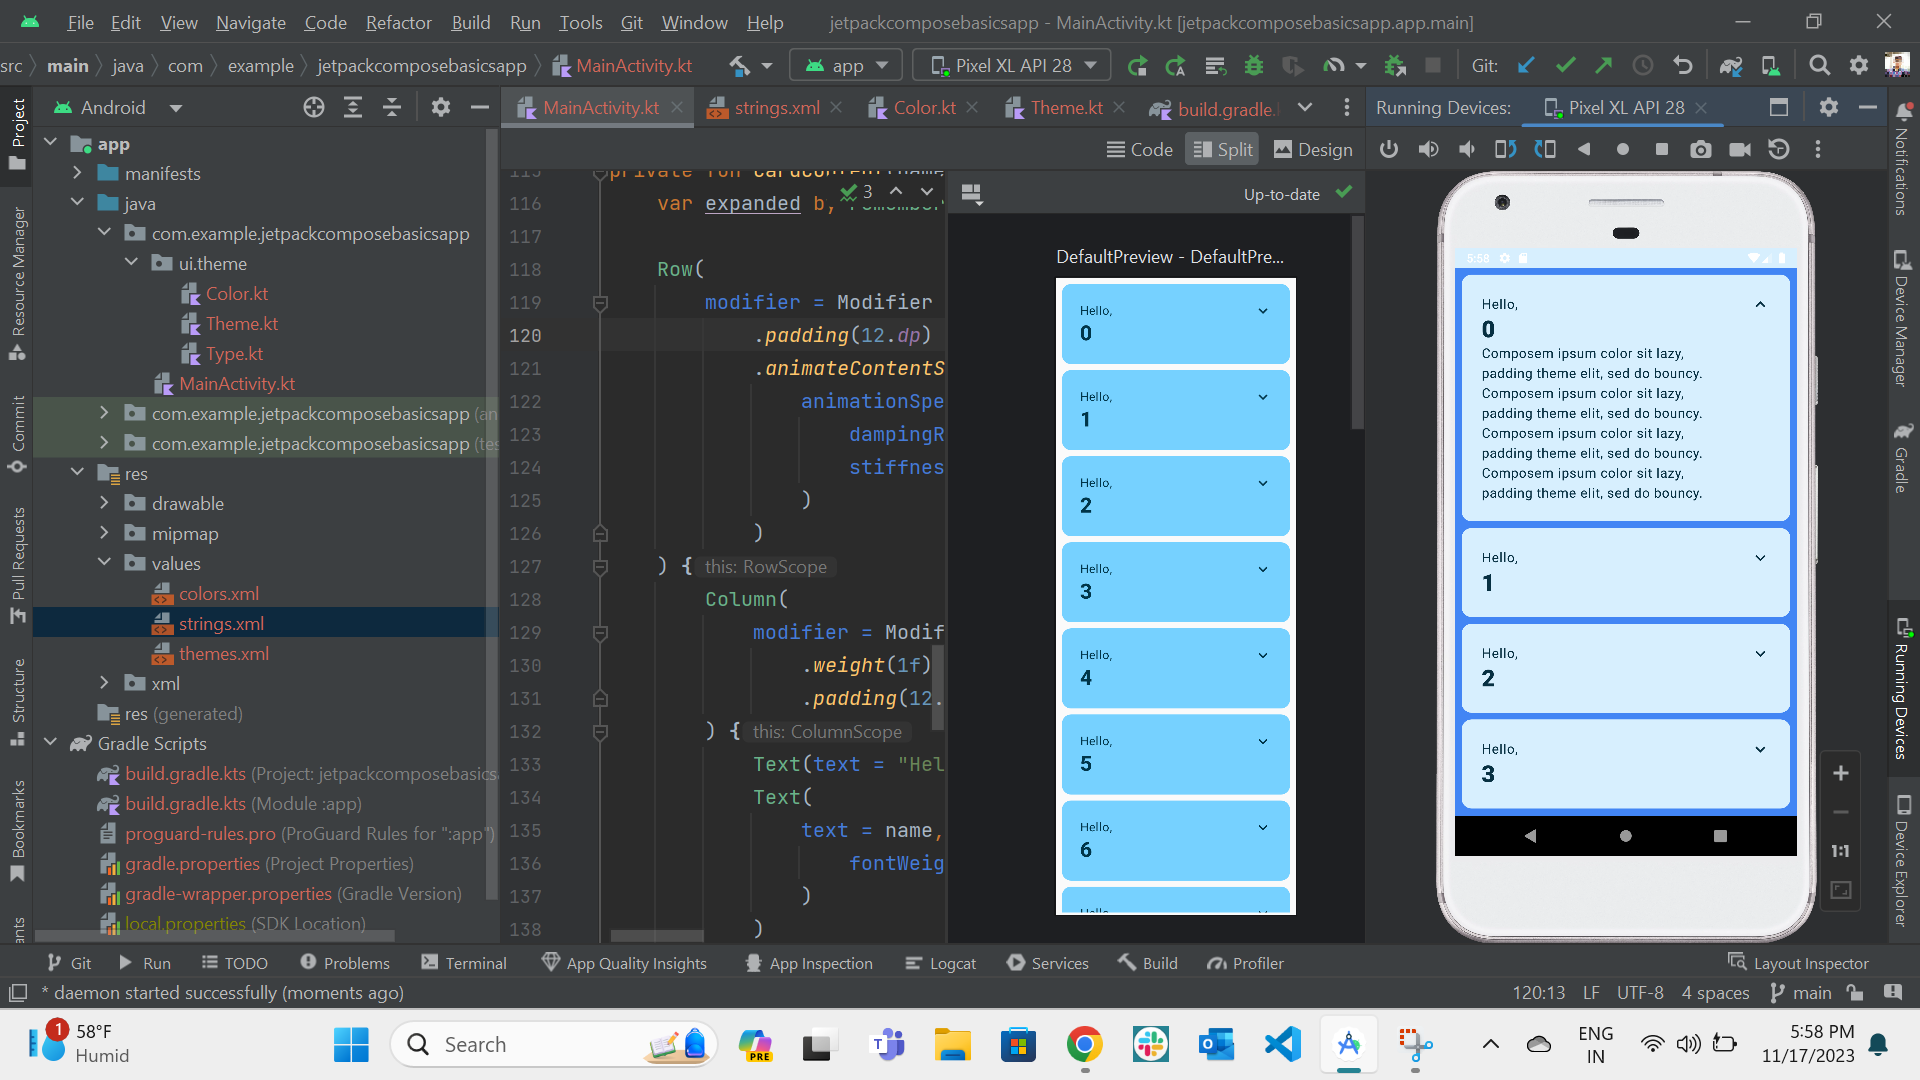 File Edit View Navigate Code Refactor Build Run Tools Git Window Help jetpackcomposebasicsapp - MainActivity.kt [jetpackcomposebasicsapp.app.main]
src main java com example jetpackcomposebasicsapp MainActivity.kt app Pixel XL API 28 Git:
Android
MainActivity.kt strings.xml Color.kt Theme.kt build.gradle.
Running Devices: Pixel XL API 28
Code Split Design
Project
Resource Manager
Commit
Pull Requests
Structure
Bookmarks
ants
app
manifests
java
com.example.jetpackcomposebasicsapp
ui.theme
Color.kt
Theme.kt
Type.kt
MainActivity.kt
com.example.jetpackcomposebasicsapp (an
com.example.jetpackcomposebasicsapp (tes
res
drawable
mipmap
values
colors.xml
strings.xml
themes.xml
xml
res (generated)
Gradle Scripts
build.gradle.kts (Project: jetpackcomposebasics
build.gradle.kts (Module :app)
proguard-rules.pro (ProGuard Rules for ":app")
gradle.properties (Project Properties)
gradle-wrapper.properties (Gradle Version)
local.properties (SDK Location)
3
115 private fun CardContent(name
116 var expanded b, remember
117
118 Row(
119 modifier = Modifier
120 .padding(12.dp)
121 .animateContentS
122 animationSpe
123 dampingR
124 stiffnes
125 )
126 )
127 ) { this: RowScope
128 Column(
129 modifier = Modif
130 .weight(1f)
131 .padding(12.
132 ) { this: ColumnScope
133 Text(text = "Hel
134 Text(
135 text = name,
136 fontWeig
137 )
138 )
Up-to-date
DefaultPreview - DefaultPre...
Hello,
0
Hello,
1
Hello,
2
Hello,
3
Hello,
4
Hello,
5
Hello,
6
Hello,
5:58
Hello,
0
Composem ipsum color sit lazy,
padding theme elit, sed do bouncy.
Composem ipsum color sit lazy,
padding theme elit, sed do bouncy.
Composem ipsum color sit lazy,
padding theme elit, sed do bouncy.
Composem ipsum color sit lazy,
padding theme elit, sed do bouncy.
Hello,
1
Hello,
2
Hello,
3
1:1
Notifications
Device Manager
Gradle
Running Devices
Device Explorer
Git Run TODO Problems Terminal App Quality Insights App Inspection Logcat Services Build Profiler Layout Inspector
* daemon started successfully (moments ago) 120:13 LF UTF-8 4 spaces main
1 58°F
Humid
Search
PRE
ENG
IN
5:58 PM
11/17/2023